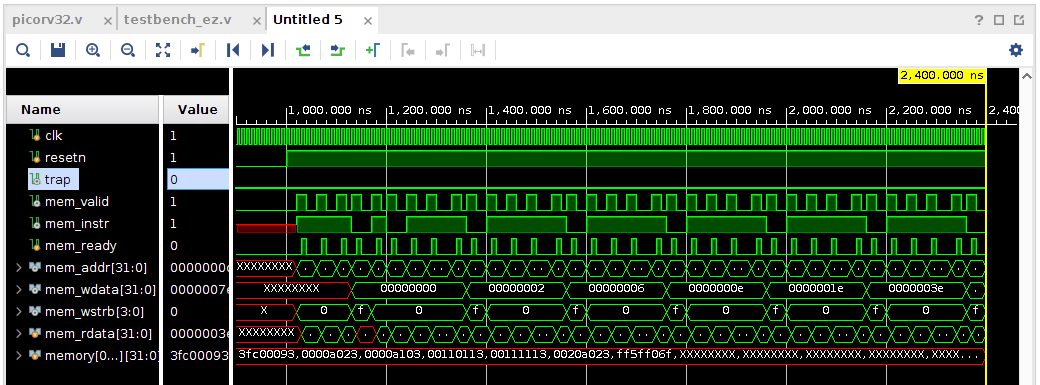 picorv32.v × testbench_ez.v × Untitled 5 × ?
2,400.000 ns
Name Value 1,000.000 ns 1,200.000 ns 1,400.000 ns 1,600.000 ns 1,800.000 ns 2,000.000 ns 2,200.000 ns 2,400
clk 1
resetn 1
trap 0
mem_valid 1
mem_instr 1
mem_ready 0
mem_addr[31:0] XXXXXXXX
mem_wdata[31:0] 0000007e XXXXXXXX 00000000 00000002 00000006 0000000e 0000001e 0000003e
mem_wstrb[3:0] 0 X 0 f 0 f 0 f 0 f 0 f 0 f 0 f
mem_rdata[31:0] 0000003e XXXXXXXX
memory[0...][31:0] 3fc00093 3fc00093,0000a023,0000a103,00110113,00111113,0020a023,ff5ff06f,XXXXXXXX,XXXXXXXX,XXXXXXXX,XXXXXXXX,XXXX...